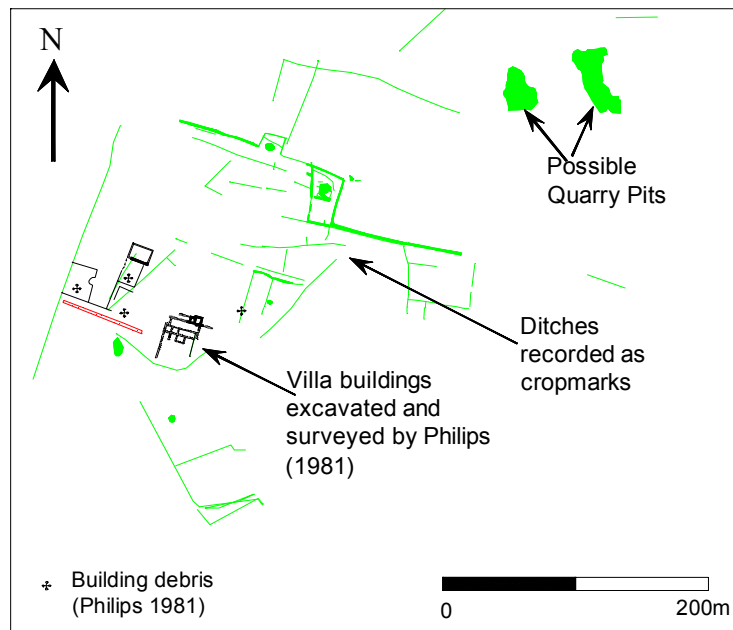 N
Possible
Quarry Pits
Ditches
recorded as
cropmarks
Villa buildings
excavated and
surveyed by Philips
(1981)
Building debris
(Philips 1981)
0
200m